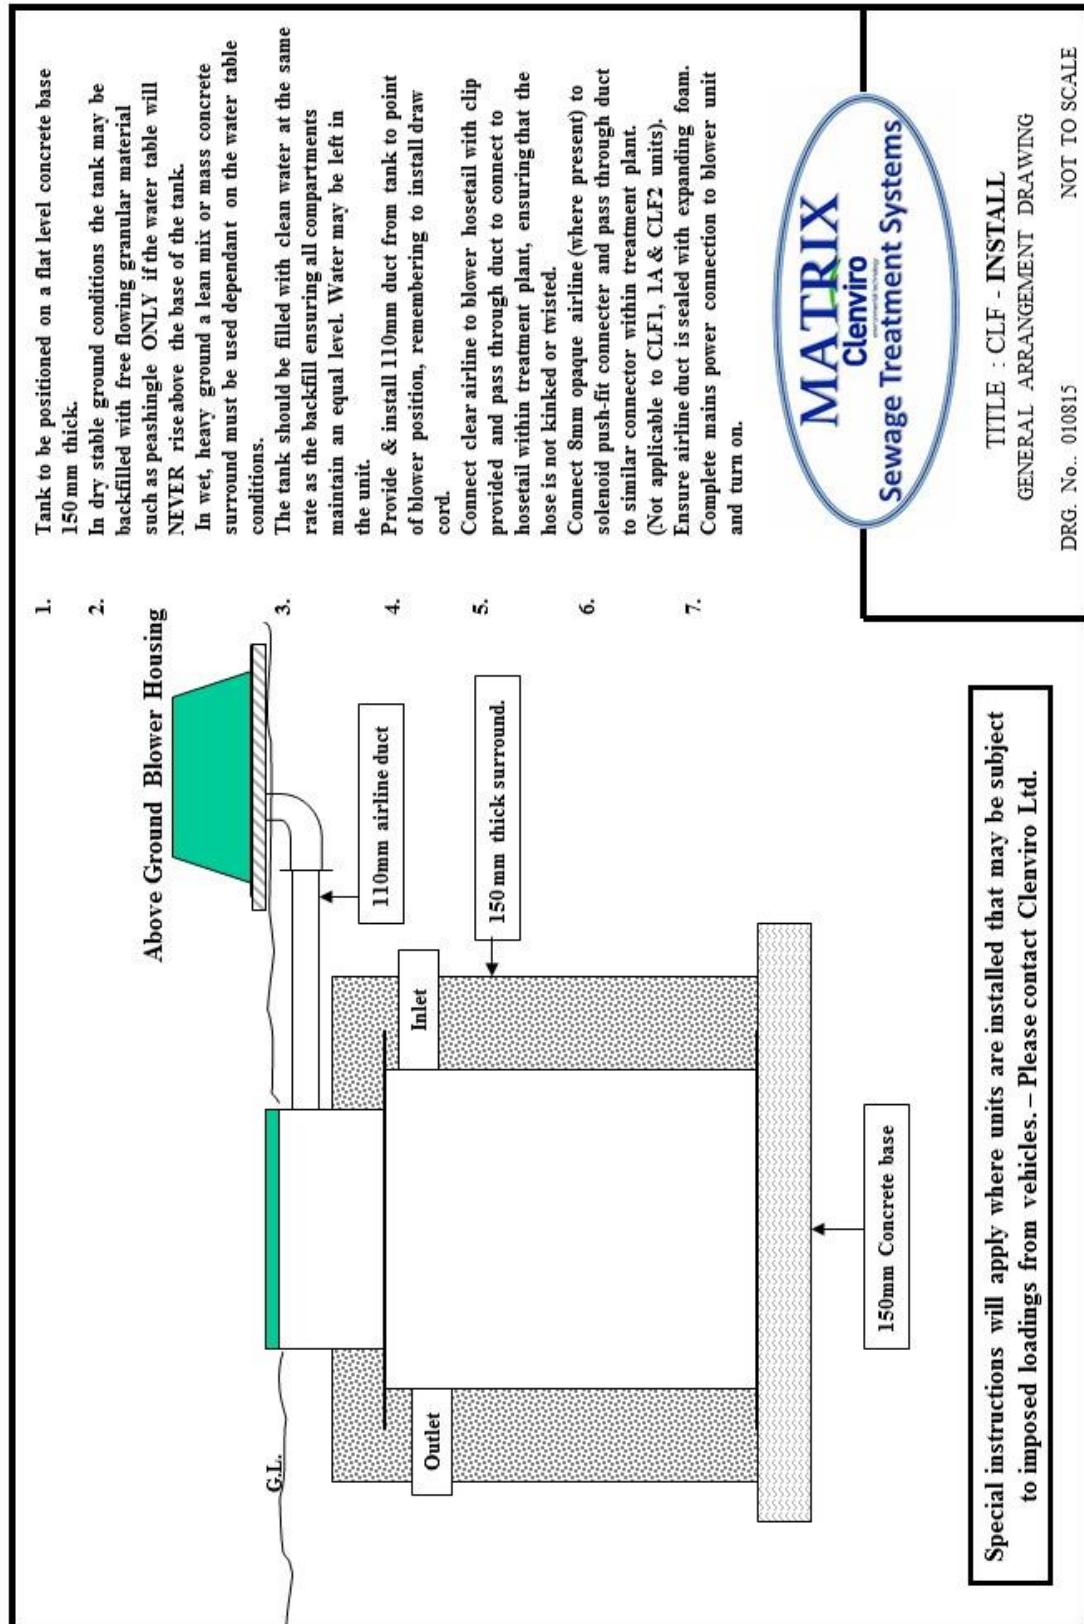 Above Ground Blower Housing
G.L.
110mm airline duct
150mm thick surround.
Inlet
Outlet
150mm Concrete base
Special instructions will apply where units are installed that may be subject
to imposed loadings from vehicles. – Please contact Clenviro Ltd.
1. Tank to be positioned on a flat level concrete base
150mm thick.
2. In dry stable ground conditions the tank may be
backfilled with free flowing granular material
such as peashingle ONLY if the water table will
NEVER rise above the base of the tank.
In wet, heavy ground a lean mix or mass concrete
surround must be used dependant on the water table
conditions.
3. The tank should be filled with clean water at the same
rate as the backfill ensuring all compartments
maintain an equal level. Water may be left in
the unit.
4. Provide & install 110mm duct from tank to point
of blower position, remembering to install draw
cord.
5. Connect clear airline to blower hosetail with clip
provided and pass through duct to connect to
hosetail within treatment plant, ensuring that the
hose is not kinked or twisted.
6. Connect 8mm opaque airline (where present) to
solenoid push-fit connecter and pass through duct
to similar connector within treatment plant.
(Not applicable to CLF1, 1A & CLF2 units).
Ensure airline duct is sealed with expanding foam.
7. Complete mains power connection to blower unit
and turn on.
MATRIX
Clenviro
environmental technology
Sewage Treatment Systems
TITLE : CLF - INSTALL
GENERAL ARRANGEMENT DRAWING
DRG. No.. 010815 NOT TO SCALE